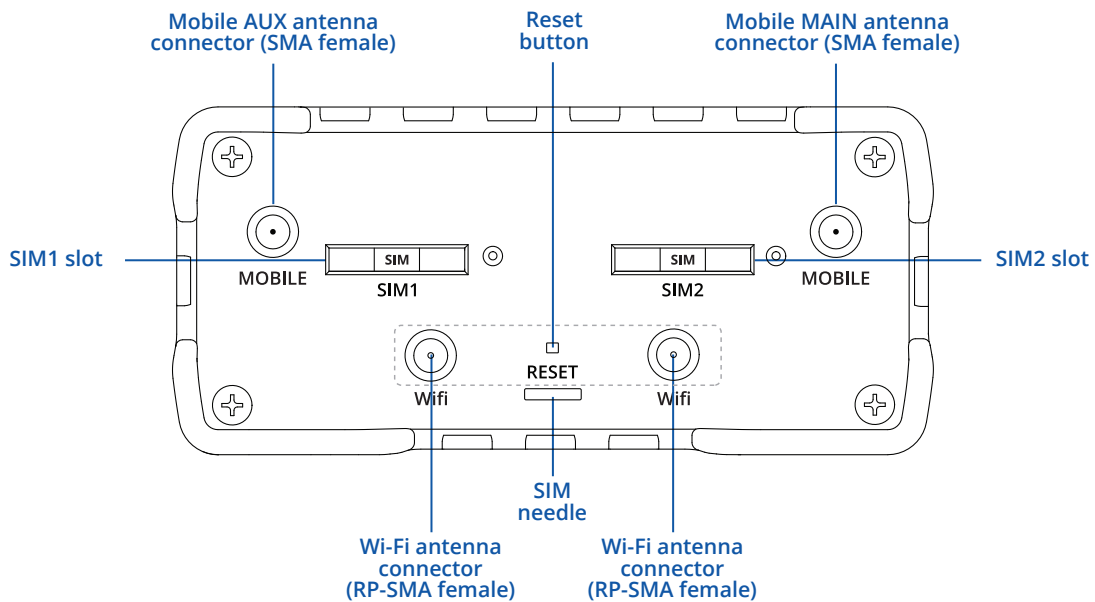 Mobile AUX antenna
connector (SMA female)
Reset
button
Mobile MAIN antenna
connector (SMA female)
SIM1 slot
MOBILE
SIM
SIM1
SIM
SIM2
MOBILE
SIM2 slot
RESET
Wifi
Wifi
SIM
needle
Wi-Fi antenna
connector
(RP-SMA female)
Wi-Fi antenna
connector
(RP-SMA female)